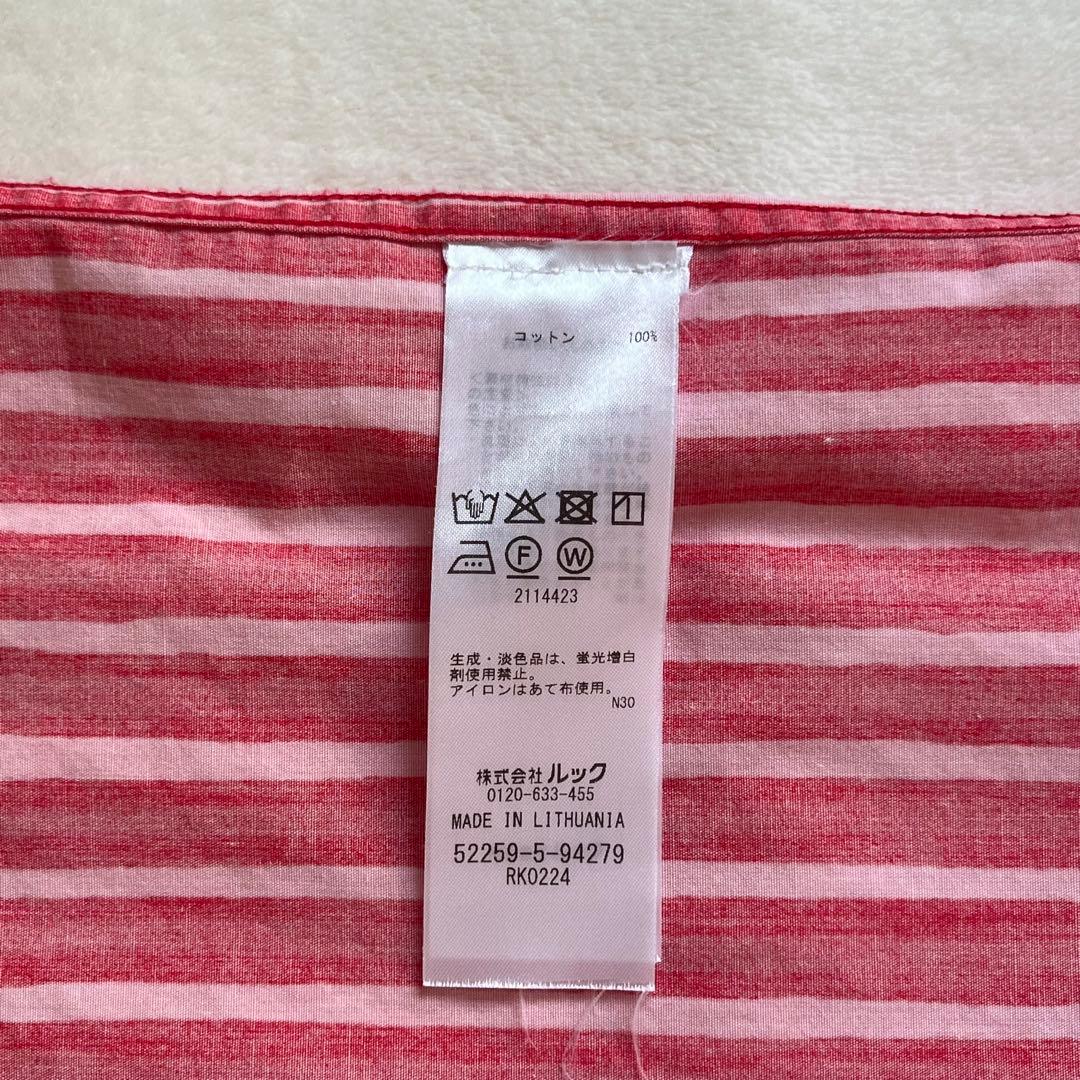 コットン 100%
F W
2114423
生成・淡色品は、蛍光増白
剤使用禁止。
アイロンはあて布使用。
N30
株式会社 ルック
0120-633-455
MADE IN LITHUANIA
52259-5-94279
RK0224